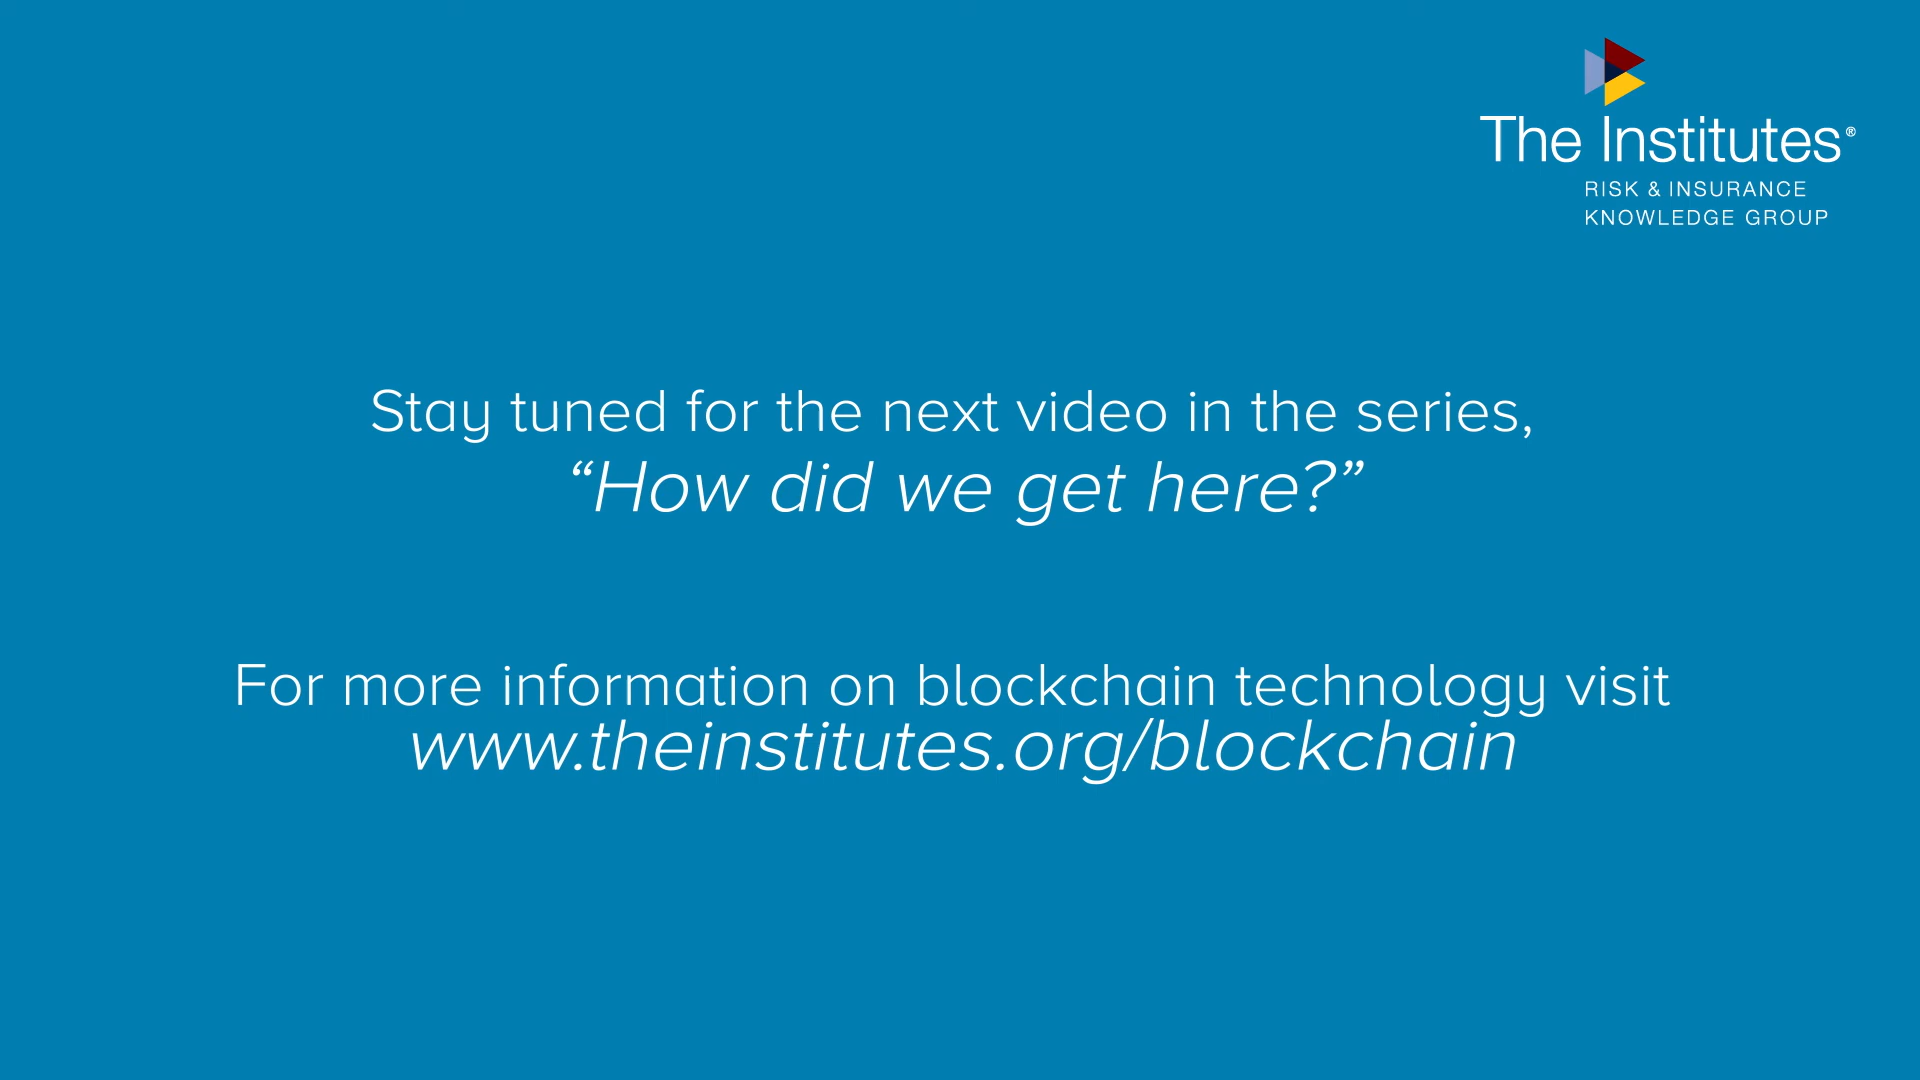 The Institutes®
RISK & INSURANCE
KNOWLEDGE GROUP
Stay tuned for the next video in the series,
“How did we get here?”
For more information on blockchain technology visit
www.theinstitutes.org/blockchain